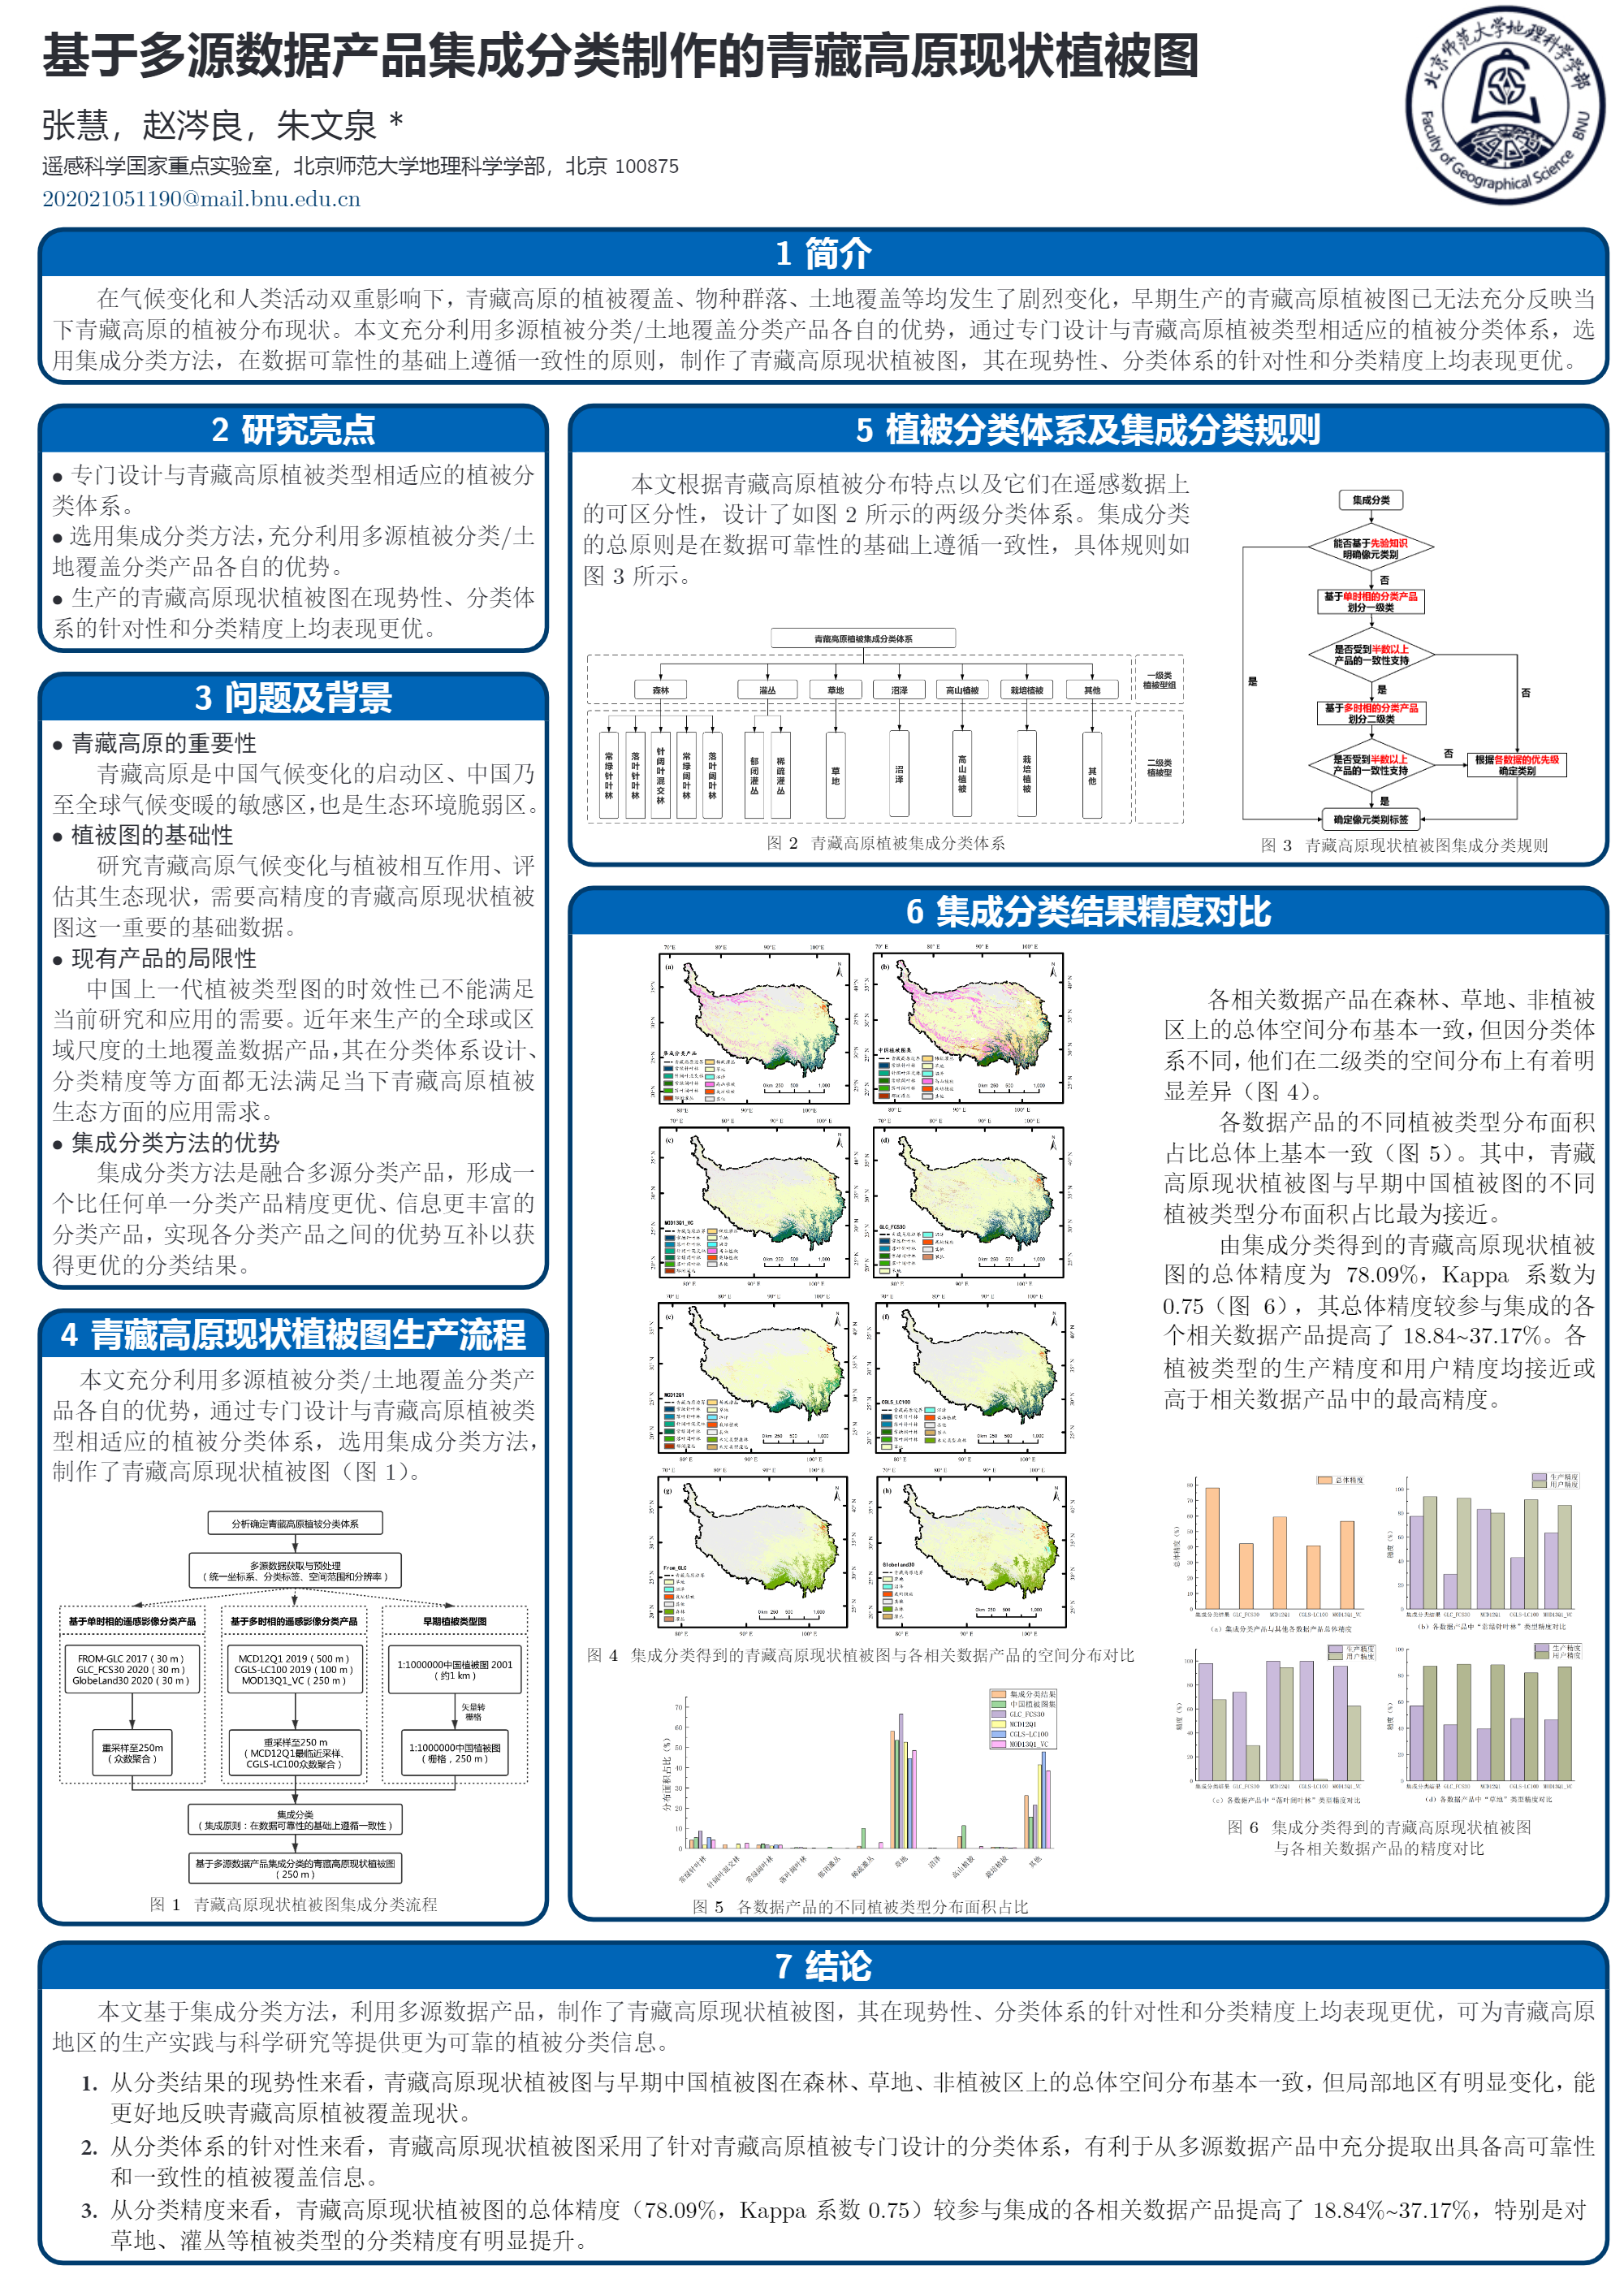 基于多源数据产品集成分类制作的青藏高原现状植被图
张慧，赵涔良，朱文泉 *
遥感科学国家重点实验室，北京师范大学地理科学学部，北京 100875
202021051190@mail.bnu.edu.cn
北京师范大学地理科学学部
Faculty of Geographical Science BNU
1 简介
在气候变化和人类活动双重影响下，青藏高原的植被覆盖、物种群落、土地覆盖等均发生了剧烈变化，早期生产的青藏高原植被图已无法充分反映当
下青藏高原的植被分布现状。本文充分利用多源植被分类/土地覆盖分类产品各自的优势，通过专门设计与青藏高原植被类型相适应的植被分类体系，选
用集成分类方法，在数据可靠性的基础上遵循一致性的原则，制作了青藏高原现状植被图，其在现势性、分类体系的针对性和分类精度上均表现更优。
2 研究亮点
● 专门设计与青藏高原植被类型相适应的植被分
类体系。
● 选用集成分类方法，充分利用多源植被分类/土
地覆盖分类产品各自的优势。
● 生产的青藏高原现状植被图在现势性、分类体
系的针对性和分类精度上均表现更优。
3 问题及背景
● 青藏高原的重要性
青藏高原是中国气候变化的启动区、中国乃
至全球气候变暖的敏感区，也是生态环境脆弱区。
● 植被图的基础性
研究青藏高原气候变化与植被相互作用、评
估其生态现状，需要高精度的青藏高原现状植被
图这一重要的基础数据。
● 现有产品的局限性
中国上一代植被类型图的时效性已不能满足
当前研究和应用的需要。近年来生产的全球或区
域尺度的土地覆盖数据产品，其在分类体系设计、
分类精度等方面都无法满足当下青藏高原植被
生态方面的应用需求。
● 集成分类方法的优势
集成分类方法是融合多源分类产品，形成一
个比任何单一分类产品精度更优、信息更丰富的
分类产品，实现各分类产品之间的优势互补以获
得更优的分类结果。
4 青藏高原现状植被图生产流程
本文充分利用多源植被分类/土地覆盖分类产
品各自的优势，通过专门设计与青藏高原植被类
型相适应的植被分类体系，选用集成分类方法，
制作了青藏高原现状植被图（图 1）。
分析确定青藏高原植被分类体系
多源数据获取与预处理
（统一坐标系、分类标签、空间范围和分辨率）
基于单时相的遥感影像分类产品
基于多时相的遥感影像分类产品
早期植被类型图
FROM-GLC 2017（30 m）
GLC_FCS30 2020（30 m）
GlobeLand30 2020（30 m）
MCD12Q1 2019（500 m）
CGLS-LC100 2019（100 m）
MOD13Q1_VC（250 m）
1:1000000中国植被图 2001
（约1 km）
矢量转
栅格
重采样至250m
（众数聚合）
重采样至250 m
（MCD12Q1最临近采样、
CGLS-LC100众数聚合）
1:1000000中国植被图
（栅格，250 m）
集成分类
（集成原则：在数据可靠性的基础上遵循一致性）
基于多源数据产品集成分类的青藏高原现状植被图
（250 m）
图 1 青藏高原现状植被图集成分类流程
5 植被分类体系及集成分类规则
本文根据青藏高原植被分布特点以及它们在遥感数据上
的可区分性，设计了如图 2 所示的两级分类体系。集成分类
的总原则是在数据可靠性的基础上遵循一致性，具体规则如
图 3 所示。
青藏高原植被集成分类体系
森林
灌丛
草地
沼泽
高山植被
栽培植被
其他
一级类
植被型组
常绿针叶林
落叶针叶林
针阔叶混交林
常绿阔叶林
落叶阔叶林
郁闭灌丛
稀疏灌丛
草地
沼泽
高山植被
栽培植被
其他
二级类
植被型
图 2 青藏高原植被集成分类体系
集成分类
能否基于先验知识
明确像元类别
否
基于单时相的分类产品
划分一级类
是否受到半数以上
产品的一致性支持
是
是
否
基于多时相的分类产品
划分二级类
是否受到半数以上
产品的一致性支持
否
根据各数据的优先级
确定类别
是
确定像元类别标签
图 3 青藏高原现状植被图集成分类规则
6 集成分类结果精度对比
(a)
集成分类产品
(b)
中国植被图集
(c)
MOD13Q1_VC
(d)
GLC_FCS30
(e)
MCD12Q1
(f)
CGLS_LC100
(g)
From_GLC
(h)
Globeland30
图 4 集成分类得到的青藏高原现状植被图与各相关数据产品的空间分布对比
分布面积占比（%）
集成分类结果
中国植被图集
GLC_FCS30
MCD12Q1
CGLS-LC100
MOD13Q1_VC
常绿针叶林
针阔叶混交林
常绿阔叶林
落叶阔叶林
郁闭灌丛
稀疏灌丛
草地
沼泽
高山植被
栽培植被
其他
图 5 各数据产品的不同植被类型分布面积占比
各相关数据产品在森林、草地、非植被
区上的总体空间分布基本一致，但因分类体
系不同，他们在二级类的空间分布上有着明
显差异（图 4）。
各数据产品的不同植被类型分布面积
占比总体上基本一致（图 5）。其中，青藏
高原现状植被图与早期中国植被图的不同
植被类型分布面积占比最为接近。
由集成分类得到的青藏高原现状植被
图的总体精度为 78.09%，Kappa 系数为
0.75（图 6），其总体精度较参与集成的各
个相关数据产品提高了 18.84~37.17%。各
植被类型的生产精度和用户精度均接近或
高于相关数据产品中的最高精度。
总体精度
总体精度（%）
集成分类结果 GLC_FCS30 MCD12Q1 CGLS-LC100 MOD13Q1_VC
（a）集成分类产品与其他各数据产品总体精度
生产精度
用户精度
精度（%）
集成分类结果 GLC_FCS30 MCD12Q1 CGLS-LC100 MOD13Q1_VC
（b）各数据产品中“常绿针叶林”类型精度对比
生产精度
用户精度
精度（%）
集成分类结果 GLC_FCS30 MCD12Q1 CGLS-LC100 MOD13Q1_VC
（c）各数据产品中“落叶阔叶林”类型精度对比
生产精度
用户精度
精度（%）
集成分类结果 GLC_FCS30 MCD12Q1 CGLS-LC100 MOD13Q1_VC
（d）各数据产品中“草地”类型精度对比
图 6 集成分类得到的青藏高原现状植被图
与各相关数据产品的精度对比
7 结论
本文基于集成分类方法，利用多源数据产品，制作了青藏高原现状植被图，其在现势性、分类体系的针对性和分类精度上均表现更优，可为青藏高原
地区的生产实践与科学研究等提供更为可靠的植被分类信息。
1. 从分类结果的现势性来看，青藏高原现状植被图与早期中国植被图在森林、草地、非植被区上的总体空间分布基本一致，但局部地区有明显变化，能
更好地反映青藏高原植被覆盖现状。
2. 从分类体系的针对性来看，青藏高原现状植被图采用了针对青藏高原植被专门设计的分类体系，有利于从多源数据产品中充分提取出具备高可靠性
和一致性的植被覆盖信息。
3. 从分类精度来看，青藏高原现状植被图的总体精度（78.09%，Kappa 系数 0.75）较参与集成的各相关数据产品提高了 18.84%~37.17%，特别是对
草地、灌丛等植被类型的分类精度有明显提升。